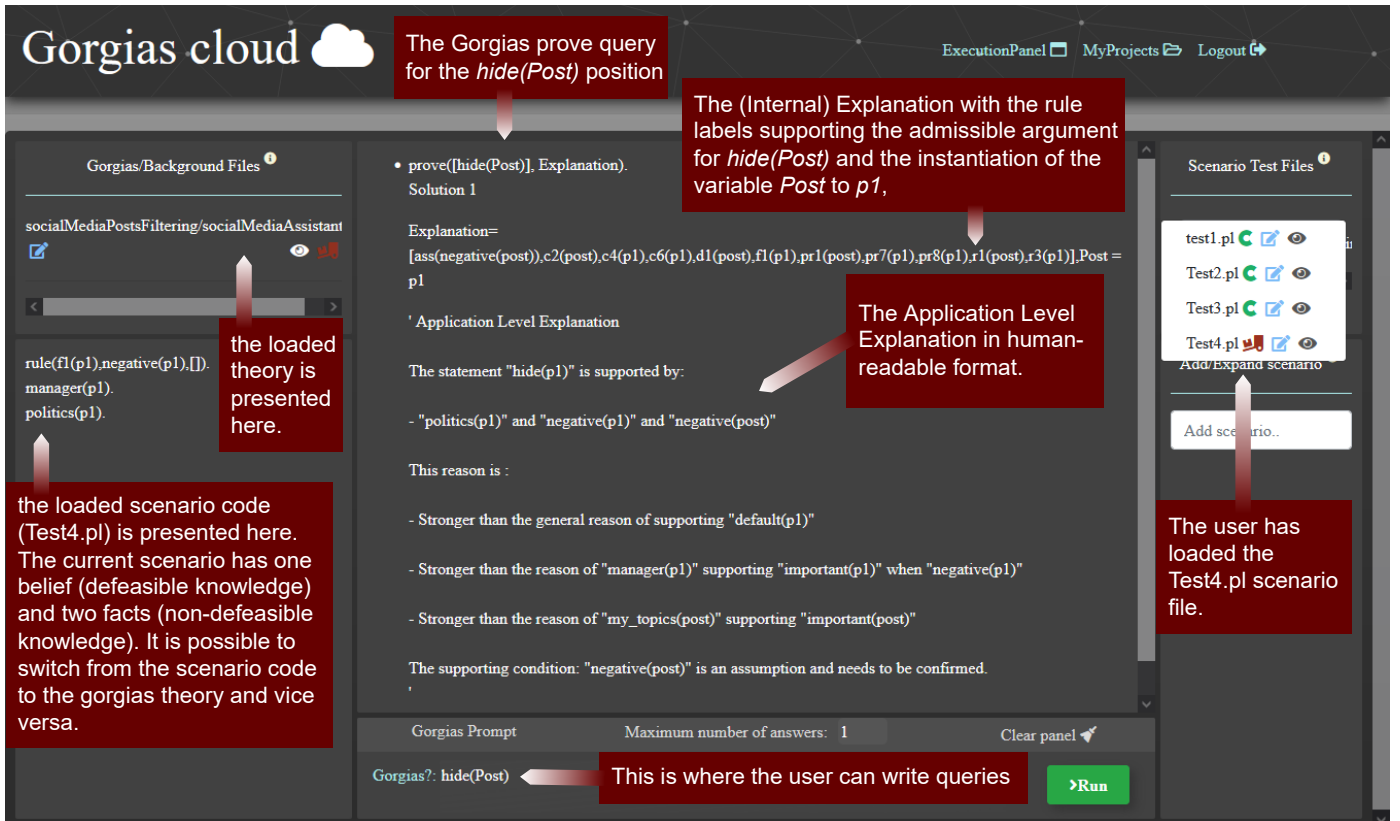 Gorgias cloud
The Gorgias prove query
for the hide(Post) position
ExecutionPanel MyProjects Logout
The (Internal) Explanation with the rule
labels supporting the admissible argument
for hide(Post) and the instantiation of the
variable Post to p1,
Gorgias/Background Files
socialMediaPostsFiltering/socialMediaAssistant
the loaded
theory is
presented
here.
rule(f1(p1),negative(p1),[]).
manager(p1).
politics(p1).
the loaded scenario code
(Test4.pl) is presented here.
The current scenario has one
belief (defeasible knowledge)
and two facts (non-defeasible
knowledge). It is possible to
switch from the scenario code
to the gorgias theory and vice
versa.
• prove([hide(Post)], Explanation).
Solution 1
Explanation=
[ass(negative(post)),c2(post),c4(p1),c6(p1),d1(post),f1(p1),pr1(post),pr7(p1),pr8(p1),r1(post),r3(p1)],Post =
p1
' Application Level Explanation
The statement "hide(p1)" is supported by:
- "politics(p1)" and "negative(p1)" and "negative(post)"
This reason is :
- Stronger than the general reason of supporting "default(p1)"
- Stronger than the reason of "manager(p1)" supporting "important(p1)" when "negative(p1)"
- Stronger than the reason of "my_topics(post)" supporting "important(post)"
The supporting condition: "negative(post)" is an assumption and needs to be confirmed.
'
The Application Level
Explanation in human-
readable format.
Gorgias Prompt Maximum number of answers: 1 Clear panel
Gorgias?: hide(Post)
This is where the user can write queries
Run
Scenario Test Files
test1.pl
Test2.pl
Test3.pl
Test4.pl
Add/Expand scenario
Add scenario..
The user has
loaded the
Test4.pl scenario
file.